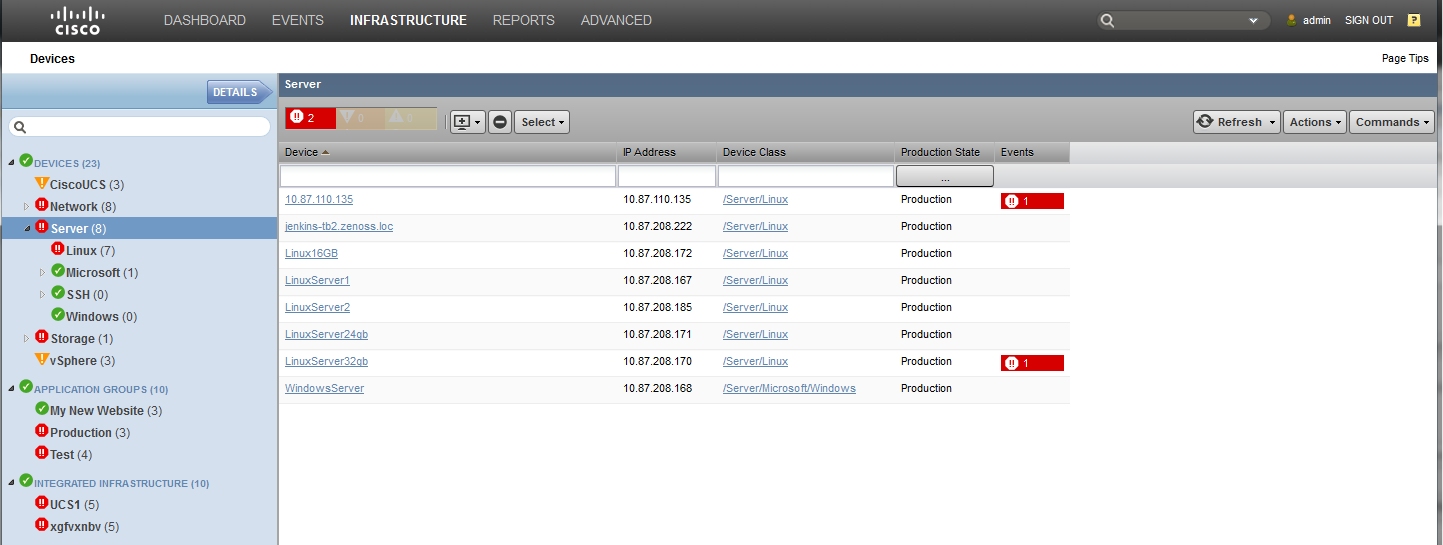 CISCO DASHBOARD EVENTS INFRASTRUCTURE REPORTS ADVANCED admin SIGN OUT ?
Devices Page Tips
DETAILS
DEVICES (23)
CiscoUCS (3)
Network (8)
Server (8)
Linux (7)
Microsoft (1)
SSH (0)
Windows (0)
Storage (1)
vSphere (3)
APPLICATION GROUPS (10)
My New Website (3)
Production (3)
Test (4)
INTEGRATED INFRASTRUCTURE (10)
UCS1 (5)
xgfvxnbv (5)
Server
2 0 0 Select Refresh Actions Commands
Device IP Address Device Class Production State Events
...
10.87.110.135 10.87.110.135 /Server/Linux Production 1
jenkins-tb2.zenoss.loc 10.87.208.222 /Server/Linux Production
Linux16GB 10.87.208.172 /Server/Linux Production
LinuxServer1 10.87.208.167 /Server/Linux Production
LinuxServer2 10.87.208.185 /Server/Linux Production
LinuxServer24gb 10.87.208.171 /Server/Linux Production
LinuxServer32gb 10.87.208.170 /Server/Linux Production 1
WindowsServer 10.87.208.168 /Server/Microsoft/Windows Production